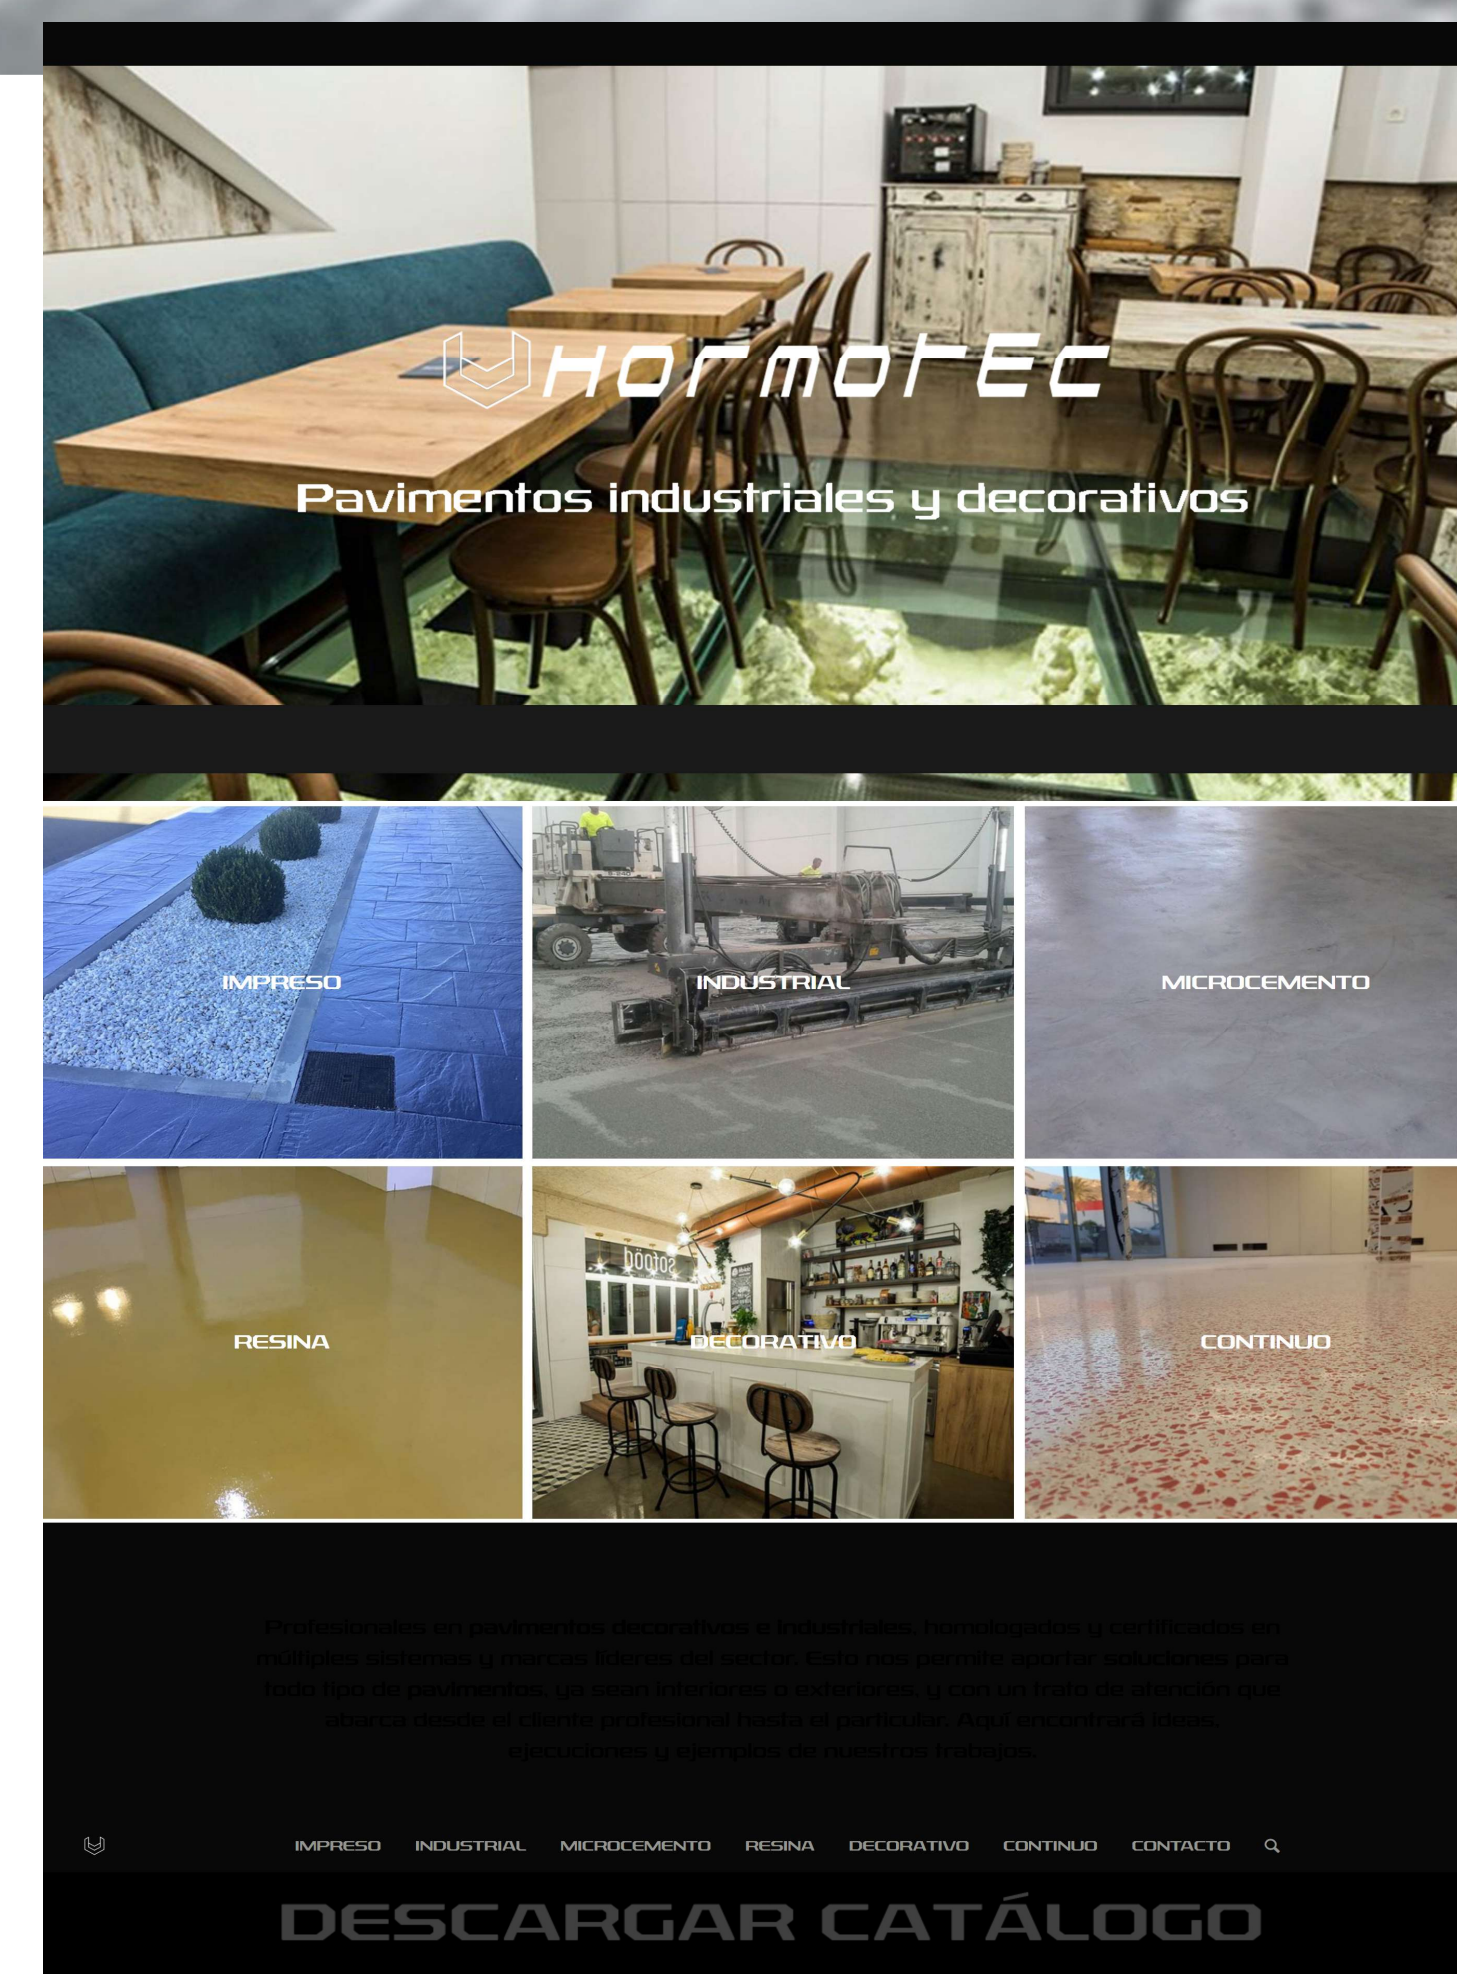 HormotEc
Pavimentos industriales y decorativos
IMPRESO
INDUSTRIAL
MICROCEMENTO
RESINA
DECORATIVO
CONTINUO
Profesionales en pavimentos decorativos e industriales, homologados y certificados en
múltiples sistemas y marcas líderes del sector. Esto nos permite aportar soluciones para
todo tipo de pavimentos, ya sean interiores o exteriores, y con un trato de atención que
abarca desde el cliente profesional hasta el particular. Aquí encontrará ideas,
ejecuciones y ejemplos de nuestros trabajos.
IMPRESO INDUSTRIAL MICROCEMENTO RESINA DECORATIVO CONTINUO CONTACTO
DESCARGAR CATÁLOGO